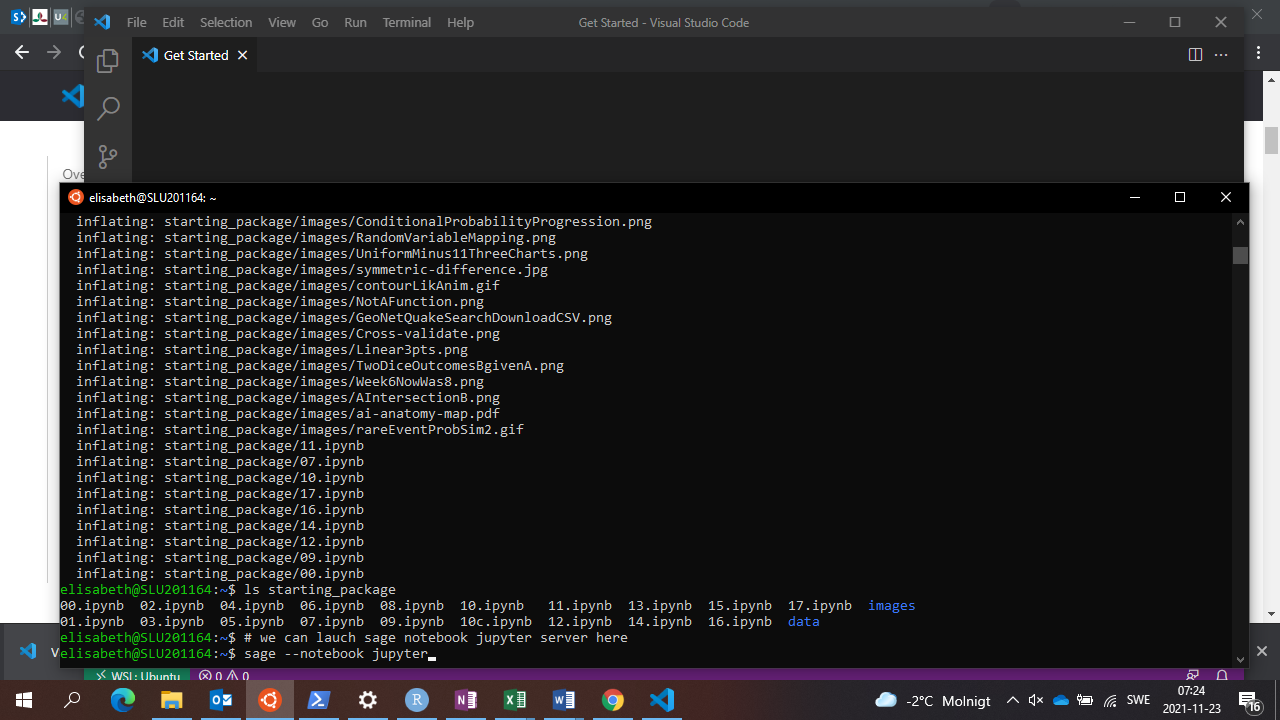 File Edit Selection View Go Run Terminal Help Get Started - Visual Studio Code
Get Started
elisabeth@SLU201164: ~
inflating: starting_package/images/ConditionalProbabilityProgression.png
inflating: starting_package/images/RandomVariableMapping.png
inflating: starting_package/images/UniformMinus11ThreeCharts.png
inflating: starting_package/images/symmetric-difference.jpg
inflating: starting_package/images/contourLikAnim.gif
inflating: starting_package/images/NotAFunction.png
inflating: starting_package/images/GeoNetQuakeSearchDownloadCSV.png
inflating: starting_package/images/Cross-validate.png
inflating: starting_package/images/Linear3pts.png
inflating: starting_package/images/TwoDiceOutcomesBgivenA.png
inflating: starting_package/images/Week6NowWas8.png
inflating: starting_package/images/AIntersectionB.png
inflating: starting_package/images/ai-anatomy-map.pdf
inflating: starting_package/images/rareEventProbSim2.gif
inflating: starting_package/11.ipynb
inflating: starting_package/07.ipynb
inflating: starting_package/10.ipynb
inflating: starting_package/17.ipynb
inflating: starting_package/16.ipynb
inflating: starting_package/14.ipynb
inflating: starting_package/12.ipynb
inflating: starting_package/09.ipynb
inflating: starting_package/00.ipynb
elisabeth@SLU201164:~$ ls starting_package
00.ipynb 02.ipynb 04.ipynb 06.ipynb 08.ipynb 10.ipynb 11.ipynb 13.ipynb 15.ipynb 17.ipynb images
01.ipynb 03.ipynb 05.ipynb 07.ipynb 09.ipynb 10c.ipynb 12.ipynb 14.ipynb 16.ipynb data
elisabeth@SLU201164:~$ # we can lauch sage notebook jupyter server here
elisabeth@SLU201164:~$ sage --notebook jupyter
WSL: Ubuntu 0 0
-2°C Molnigt SWE 07:24
2021-11-23 16